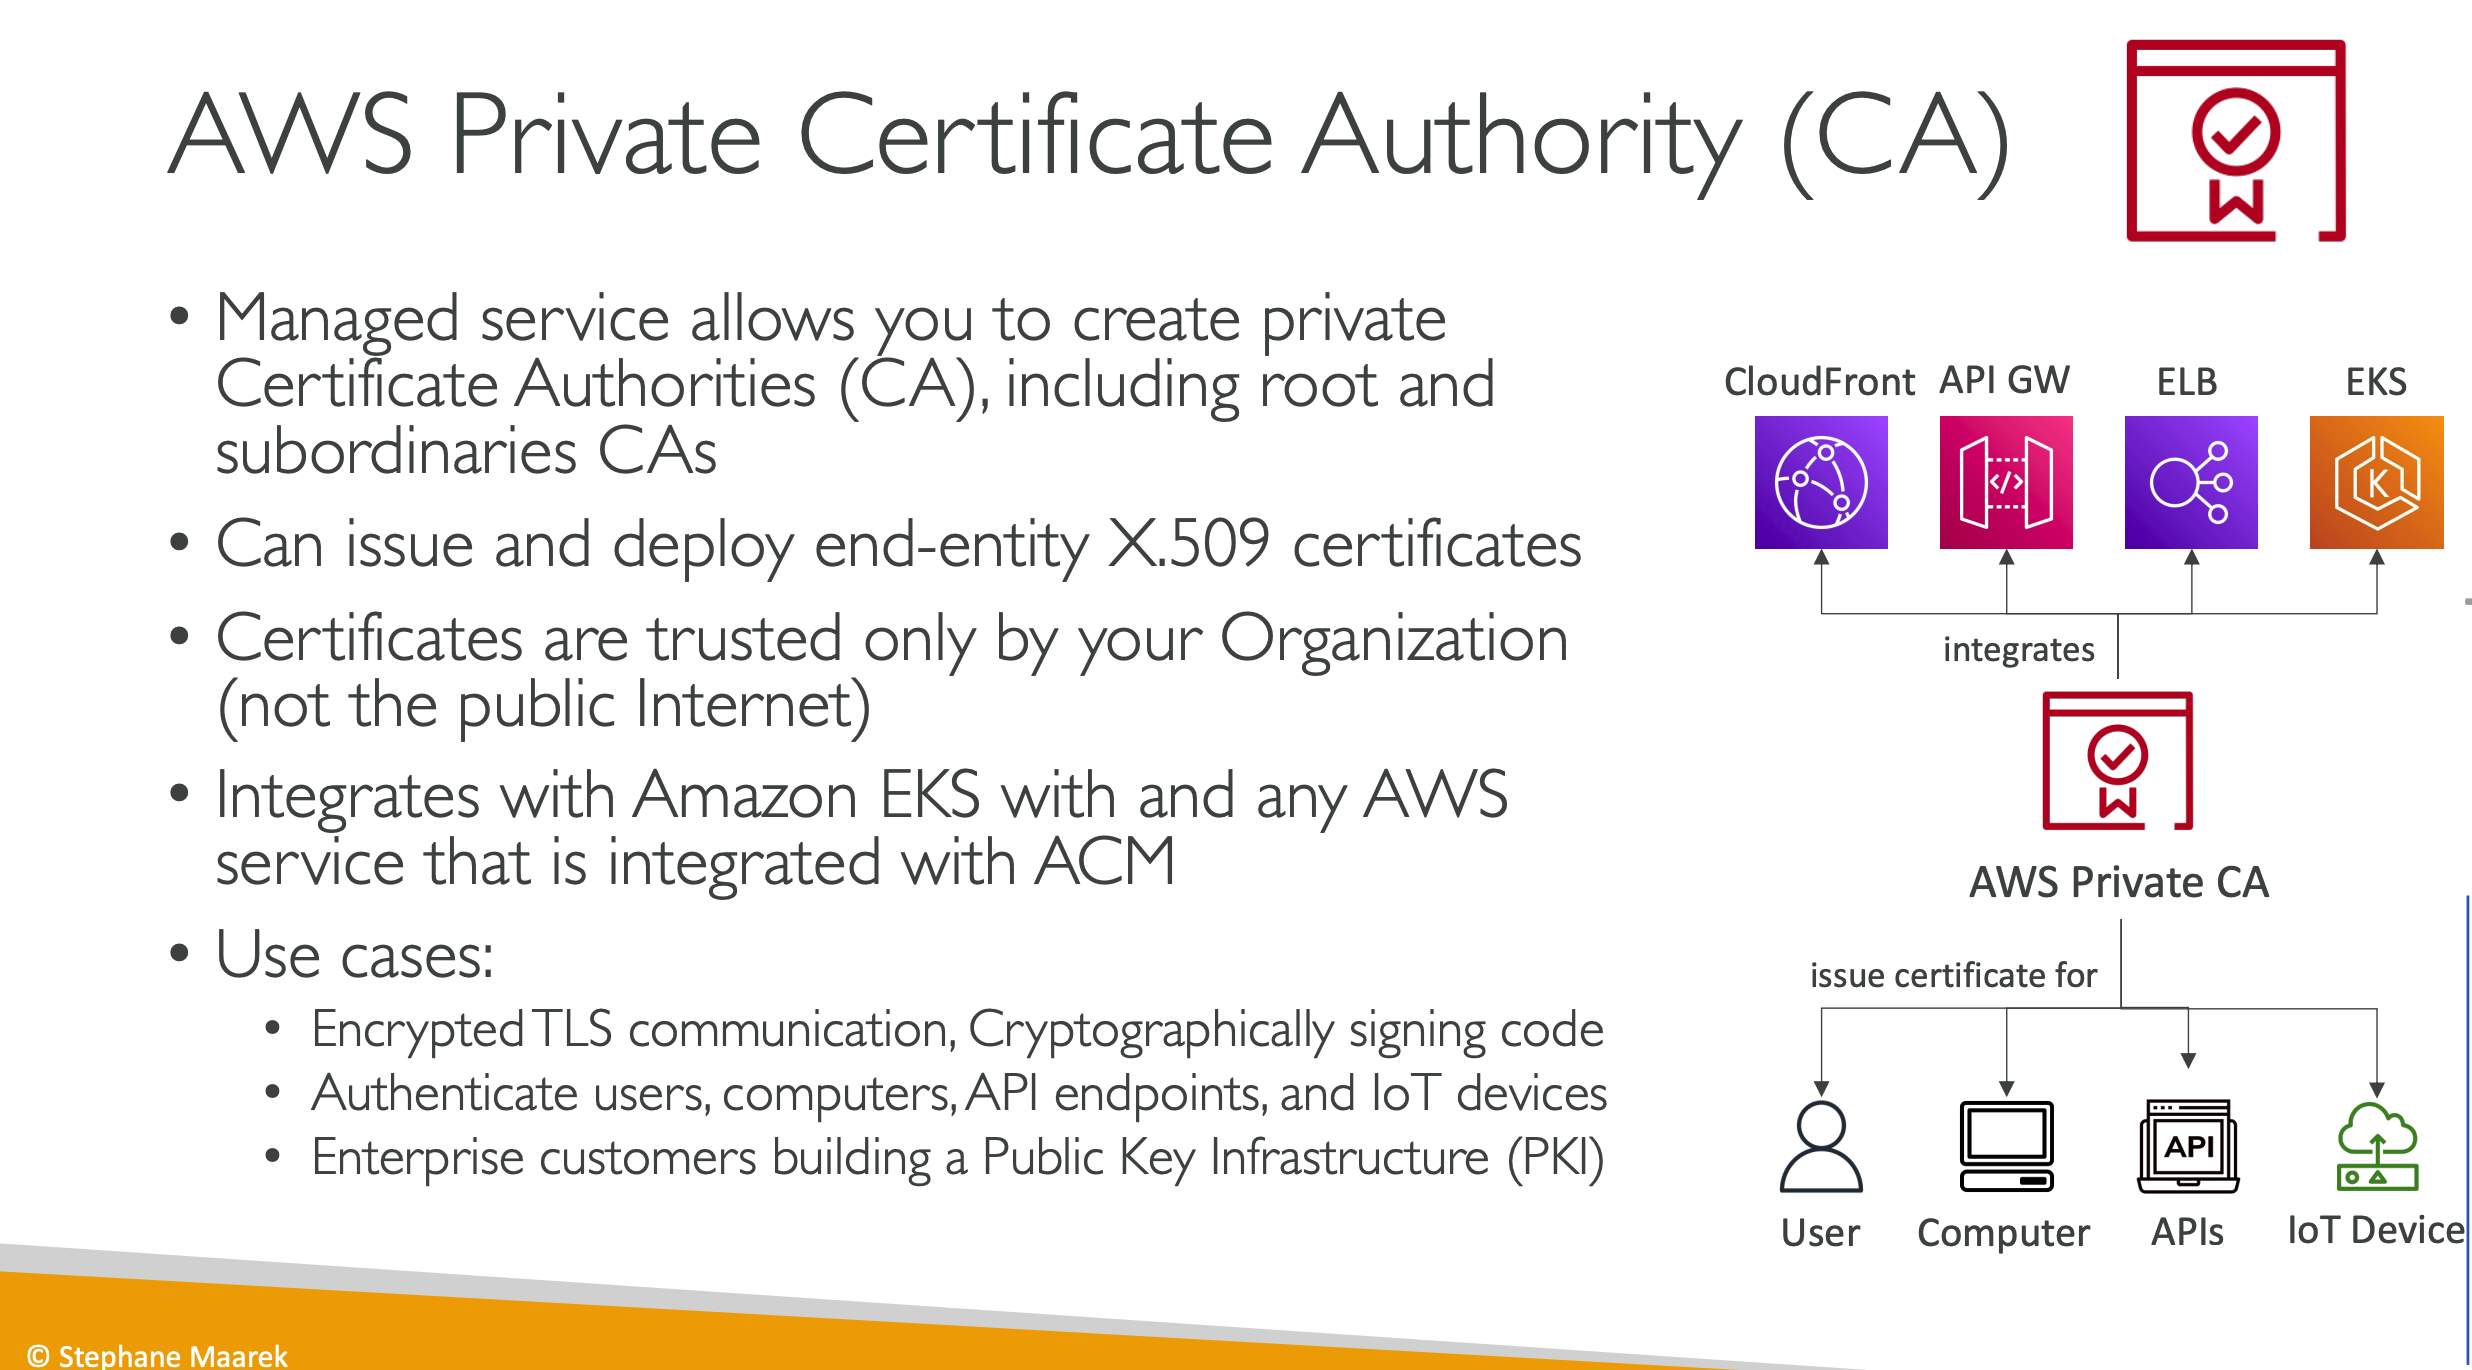 AWS Private Certificate Authority (CA)
• Managed service allows you to create private
Certificate Authorities (CA), including root and
subordinaries CAs
• Can issue and deploy end-entity X.509 certificates
• Certificates are trusted only by your Organization
(not the public Internet)
• Integrates with Amazon EKS with and any AWS
service that is integrated with ACM
• Use cases:
• Encrypted TLS communication, Cryptographically signing code
• Authenticate users, computers, API endpoints, and IoT devices
• Enterprise customers building a Public Key Infrastructure (PKI)
CloudFront API GW ELB EKS
</>
K
integrates
AWS Private CA
issue certificate for
API
User Computer APIs IoT Device
© Stephane Maarek